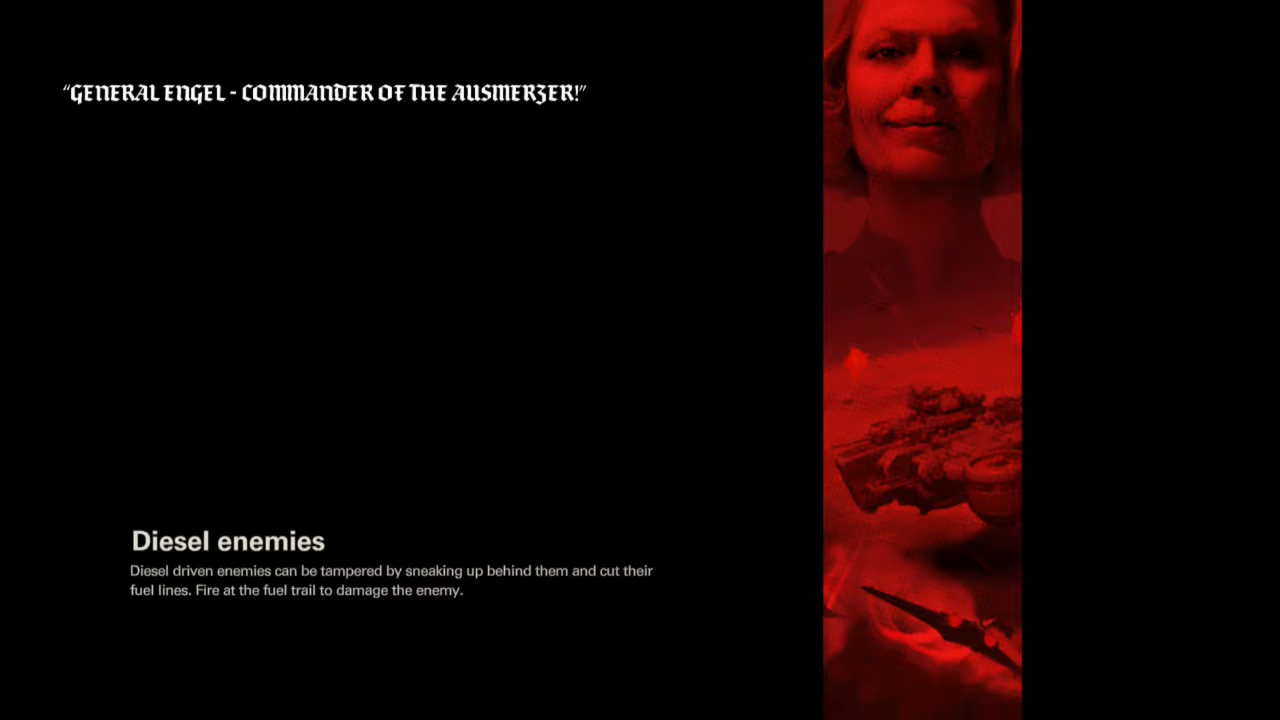 “GENERAL ENGEL - COMMANDER OF THE AUSMERZER!”
Diesel enemies
Diesel driven enemies can be tampered by sneaking up behind them and cut their
fuel lines. Fire at the fuel trail to damage the enemy.